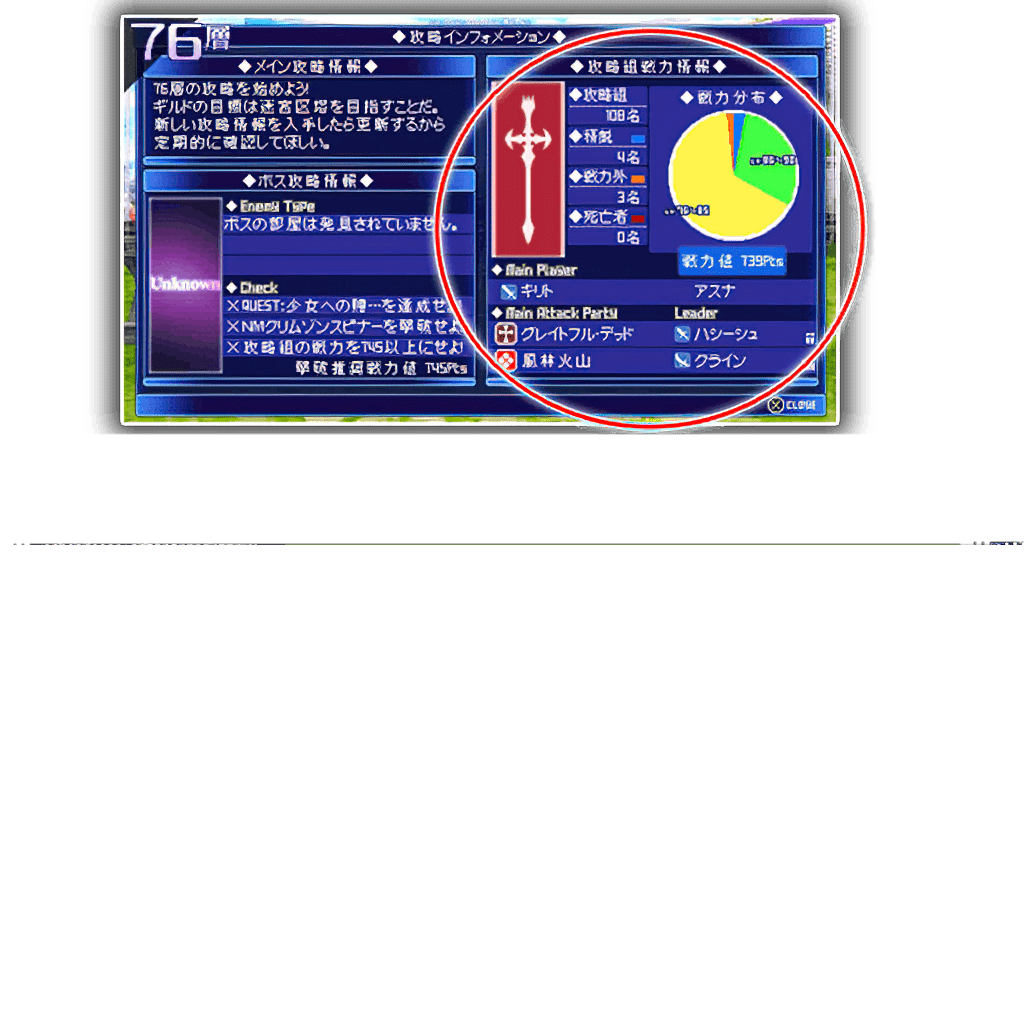 76層
◆攻略インフォメーション◆
◆メイン攻略情報◆
76層の攻略を始めよう!
ギルドの目標は迷宮区塔を目指すことだ。
新しい攻略情報を入手したら更新するから
定期的に確認してほしい。
◆ボス攻略情報◆
Unknown
◆Enemy Type
ボスの部屋は発見されていません。
◆Check
×QUEST:少女への…を達成せ
×NMクリムゾンスピナーを撃破せよ
×攻略組の戦力を745以上にせよ
撃破推奨戦力値 745Pts
◆攻略組戦力情報◆
◆攻略組
108名
◆精鋭
4名
◆戦力外
3名
◆死亡者
0名
◆戦力分布◆
戦力値 739Pts
◆Main Player
キリト アスナ
◆Main Attack Party Leader
グレイトフル・デッド ハシーシュ
風林火山 クライン
CLOSE